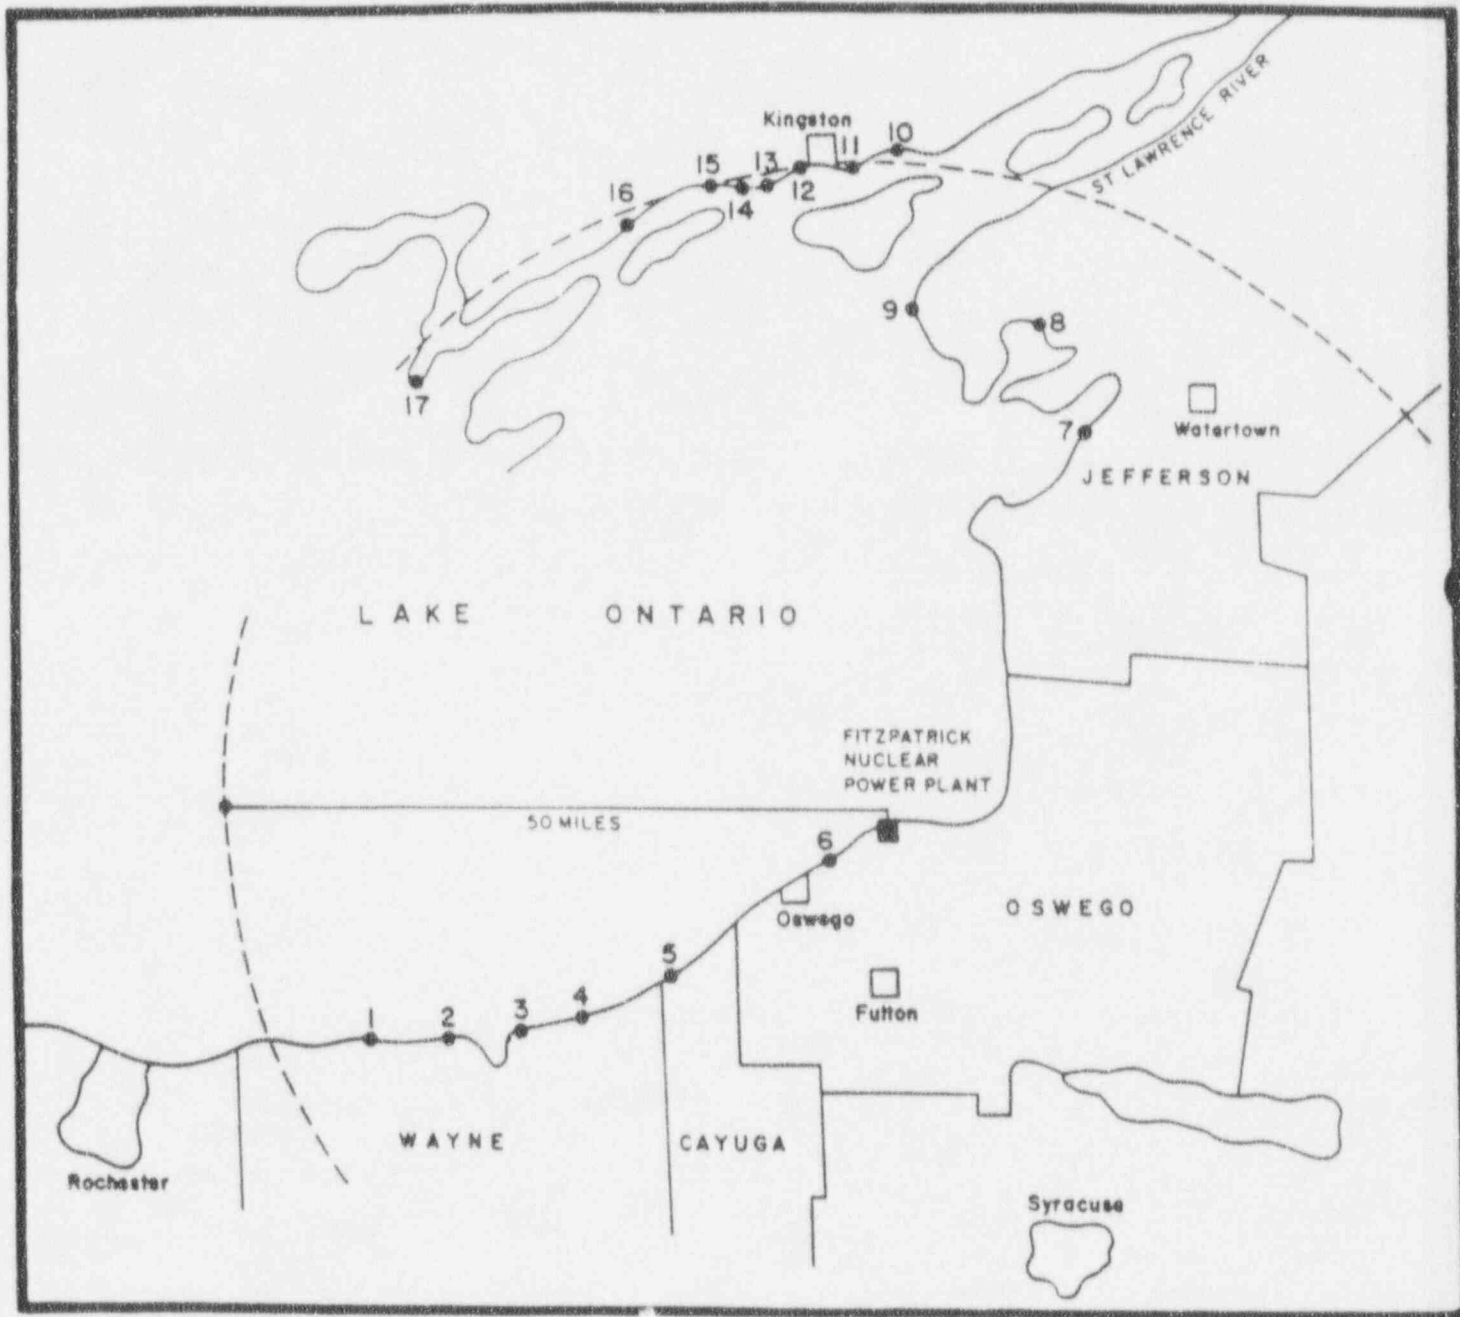 ST LAWRENCE RIVER
Kingston
10
11
12
13
14
15
16
17
9
8
7
Watertown
JEFFERSON
LAKE ONTARIO
FITZPATRICK
NUCLEAR
POWER PLANT
50 MILES
6
Oswego
OSWEGO
5
Fulton
4
3
2
1
WAYNE
CAYUGA
Rochester
Syracuse